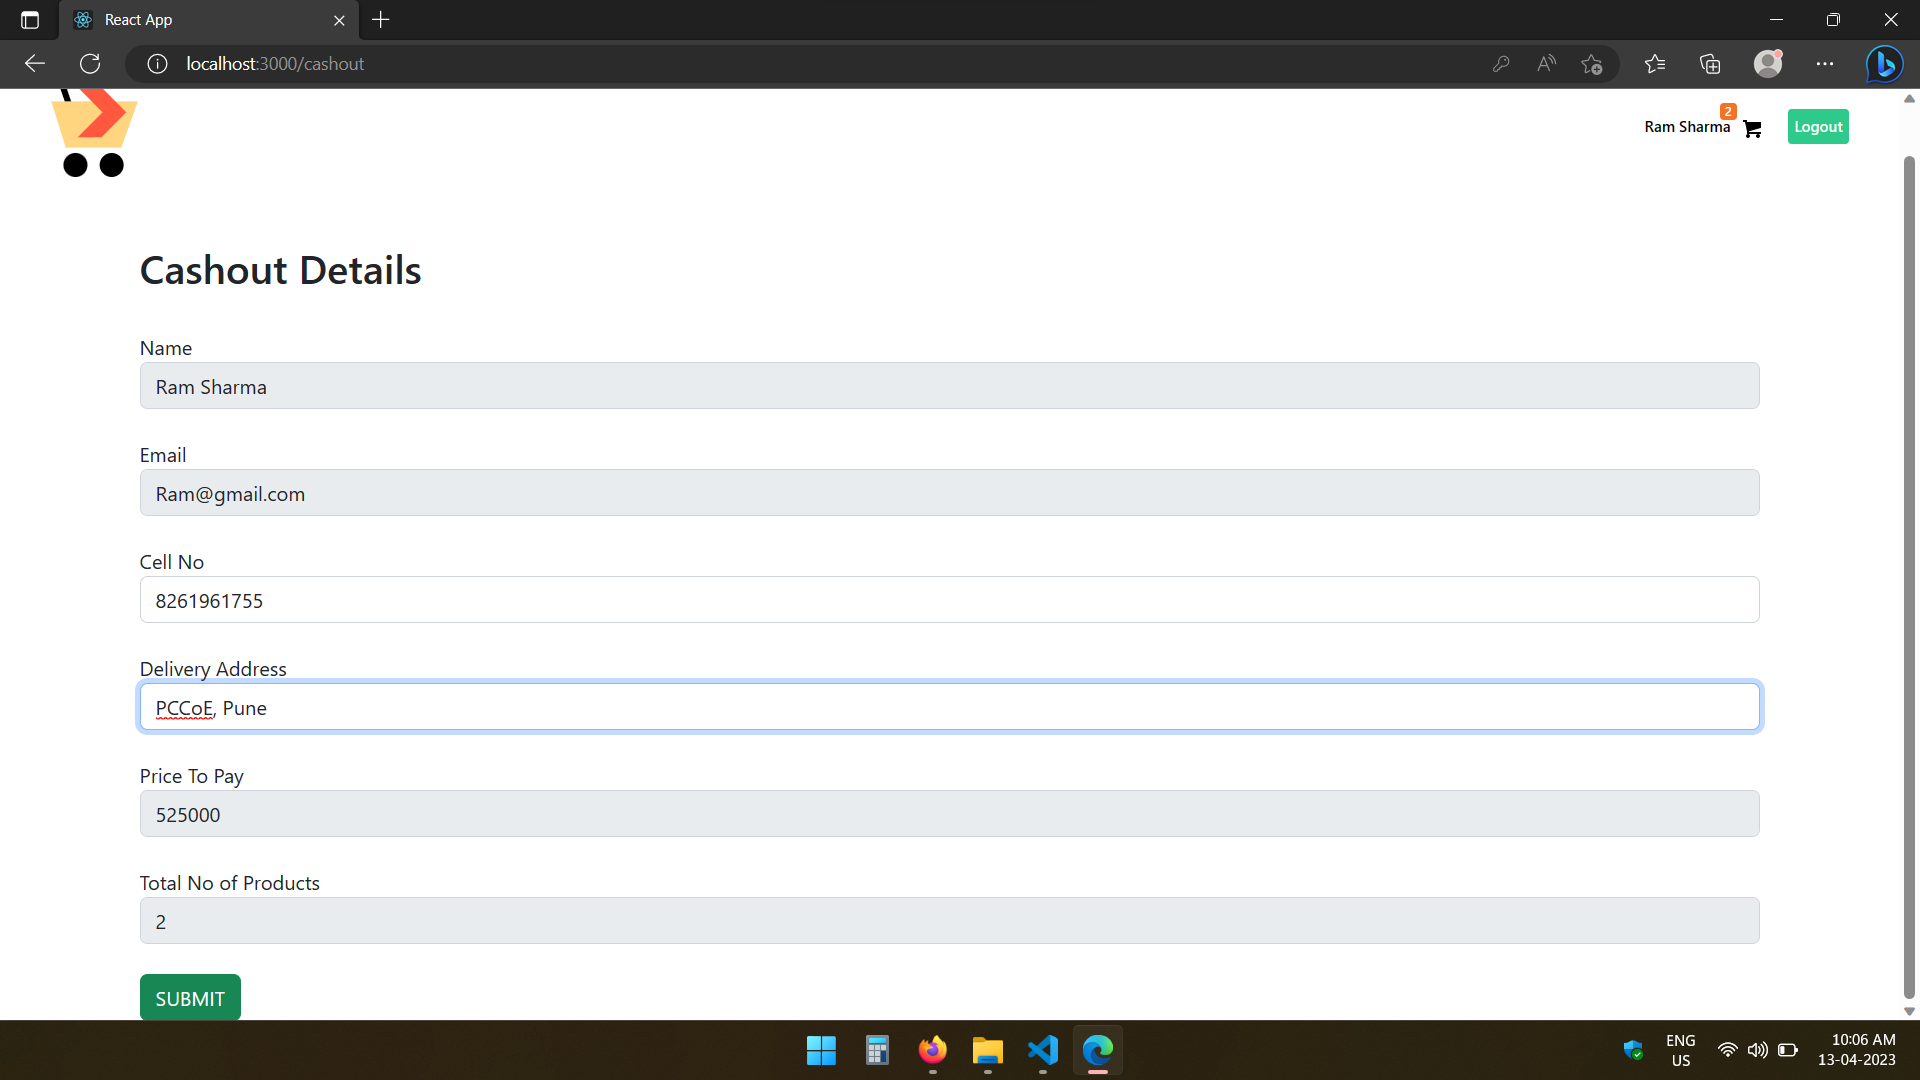 React App
localhost:3000/cashout
2
Ram Sharma
Logout
Cashout Details
Name
Ram Sharma
Email
Ram@gmail.com
Cell No
8261961755
Delivery Address
PCCoE, Pune
Price To Pay
525000
Total No of Products
2
SUBMIT
ENG
US
10:06 AM
13-04-2023